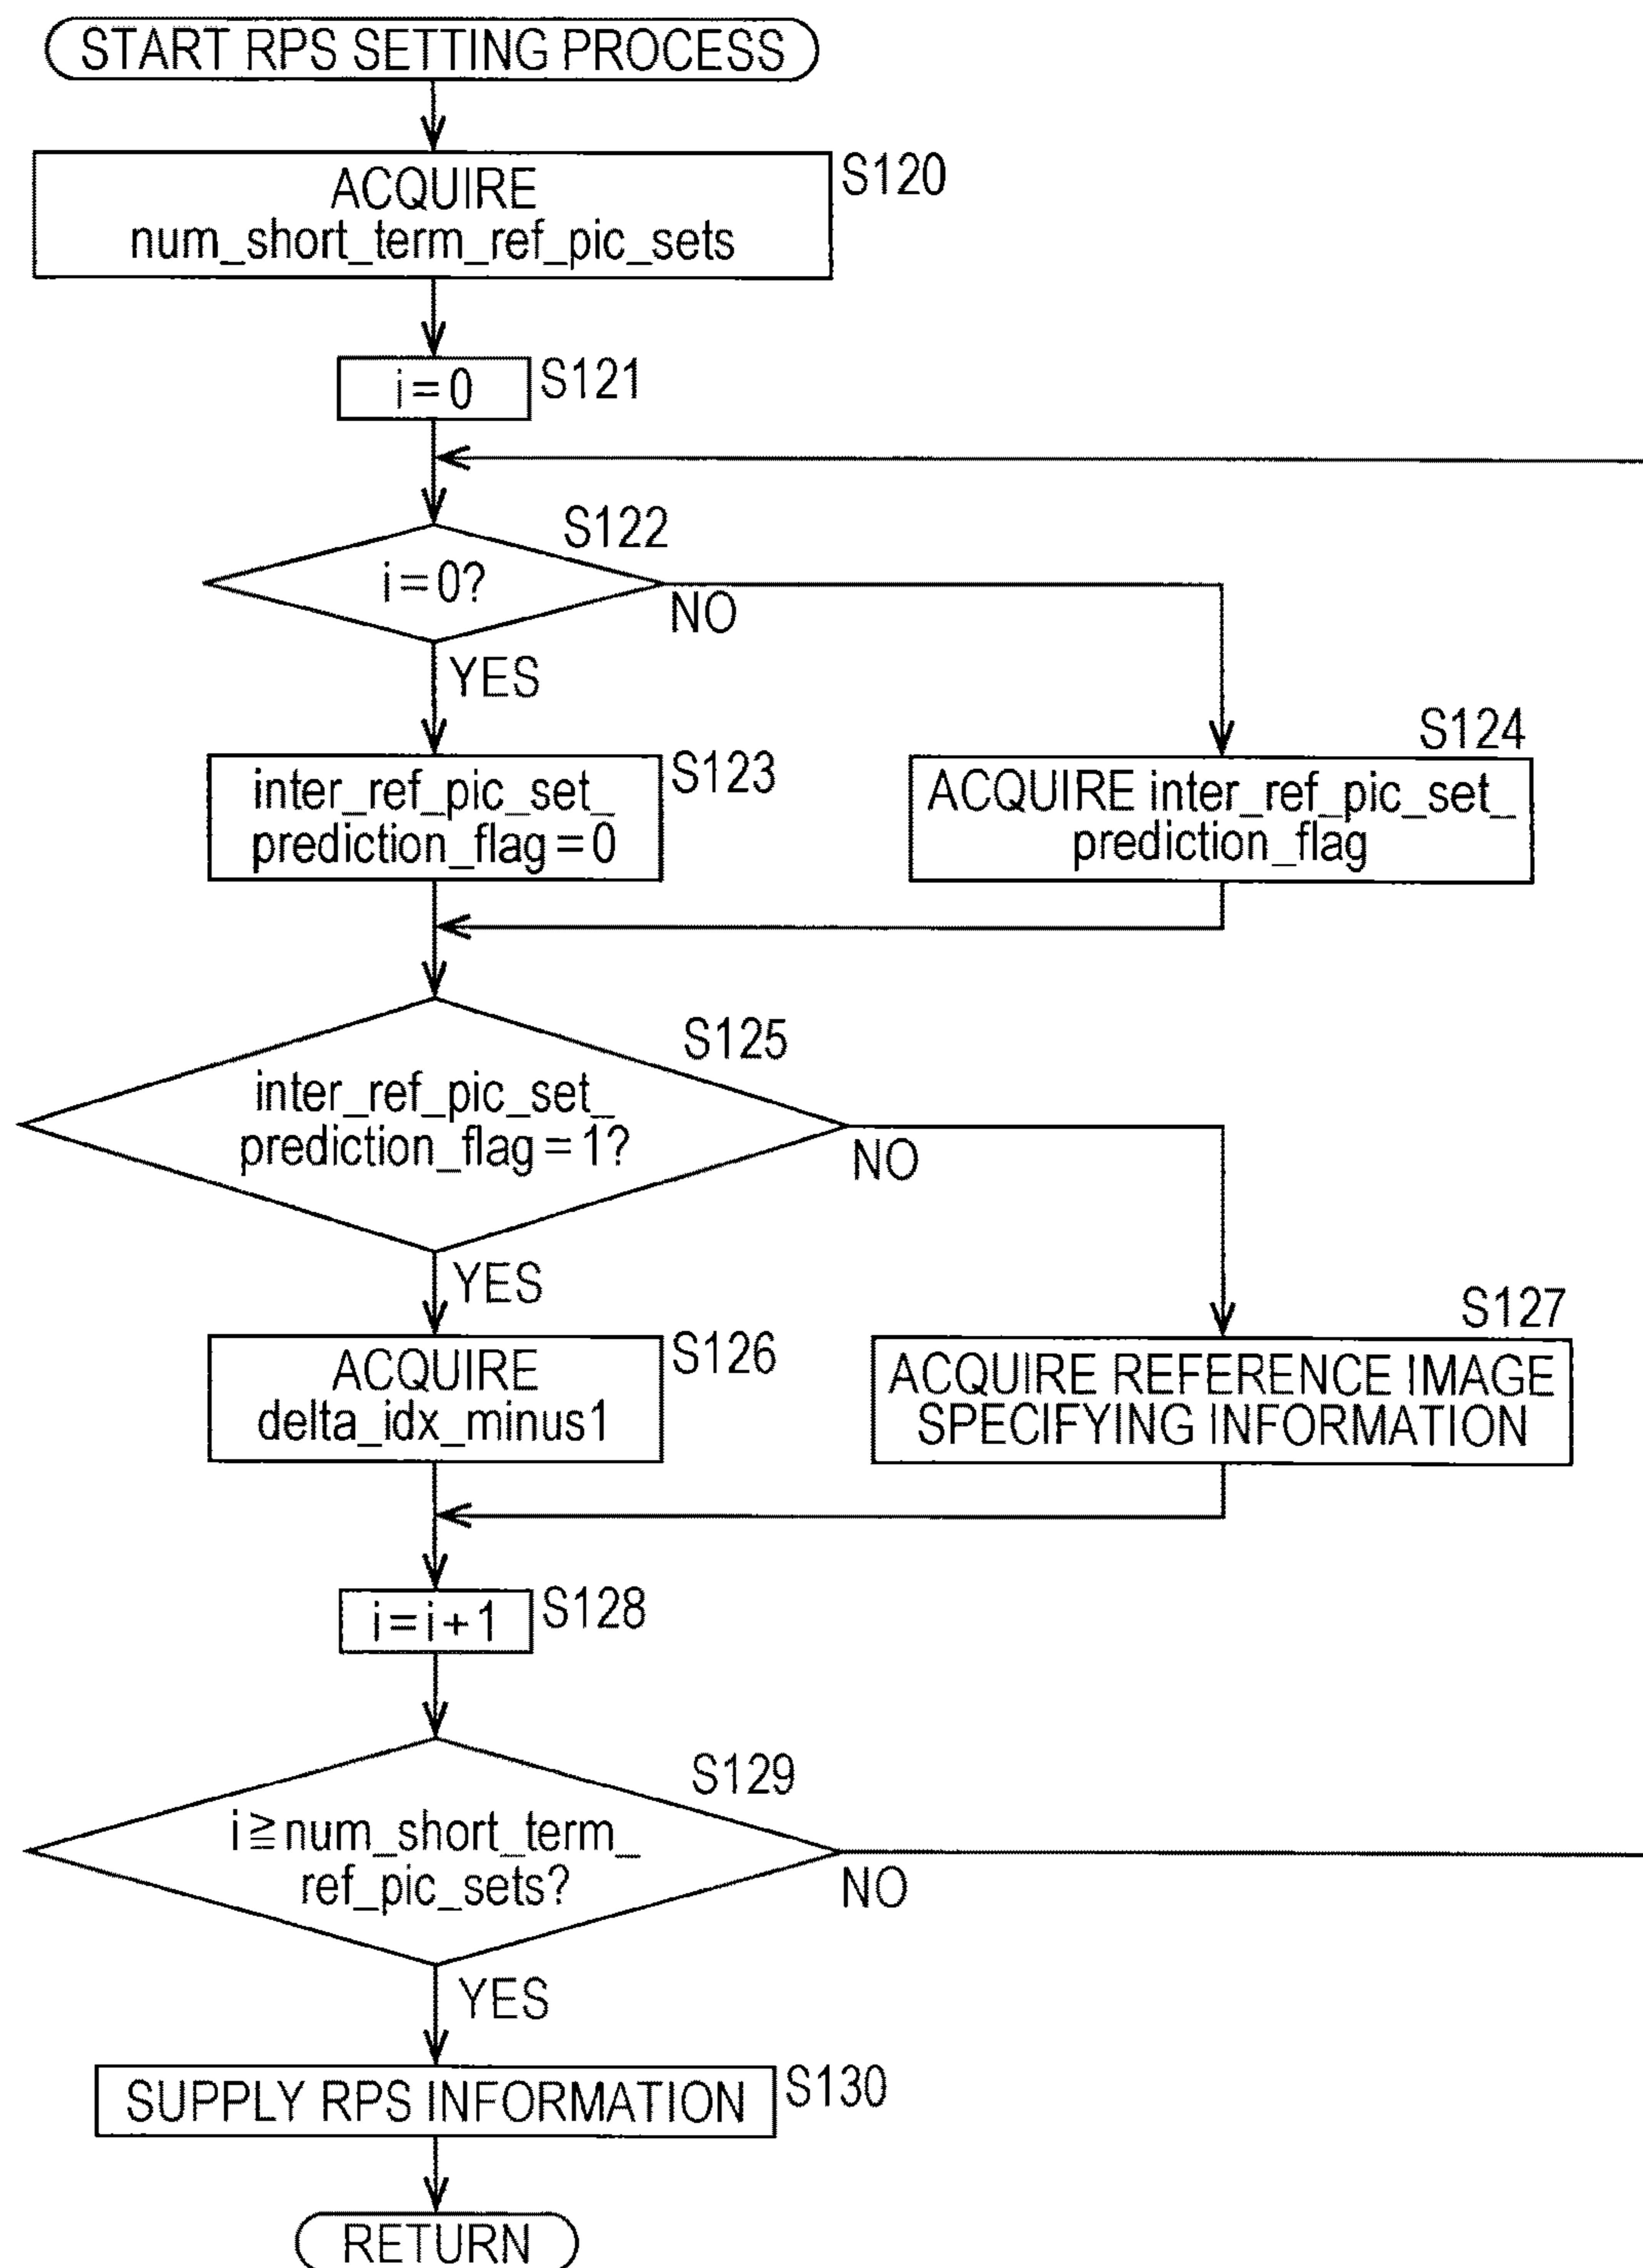 START RPS SETTING PROCESS
ACQUIRE
num_short_term_ref_pic_sets
S120
i=0
S121
S122
i=0?
NO
YES
inter_ref_pic_set_
prediction_flag=0
S123
S124
ACQUIRE inter_ref_pic_set_
prediction_flag
S125
inter_ref_pic_set_
prediction_flag=1?
NO
YES
ACQUIRE
delta_idx_minus1
S126
S127
ACQUIRE REFERENCE IMAGE
SPECIFYING INFORMATION
i=i+1
S128
S129
i≧num_short_term_
ref_pic_sets?
NO
YES
SUPPLY RPS INFORMATION
S130
RETURN